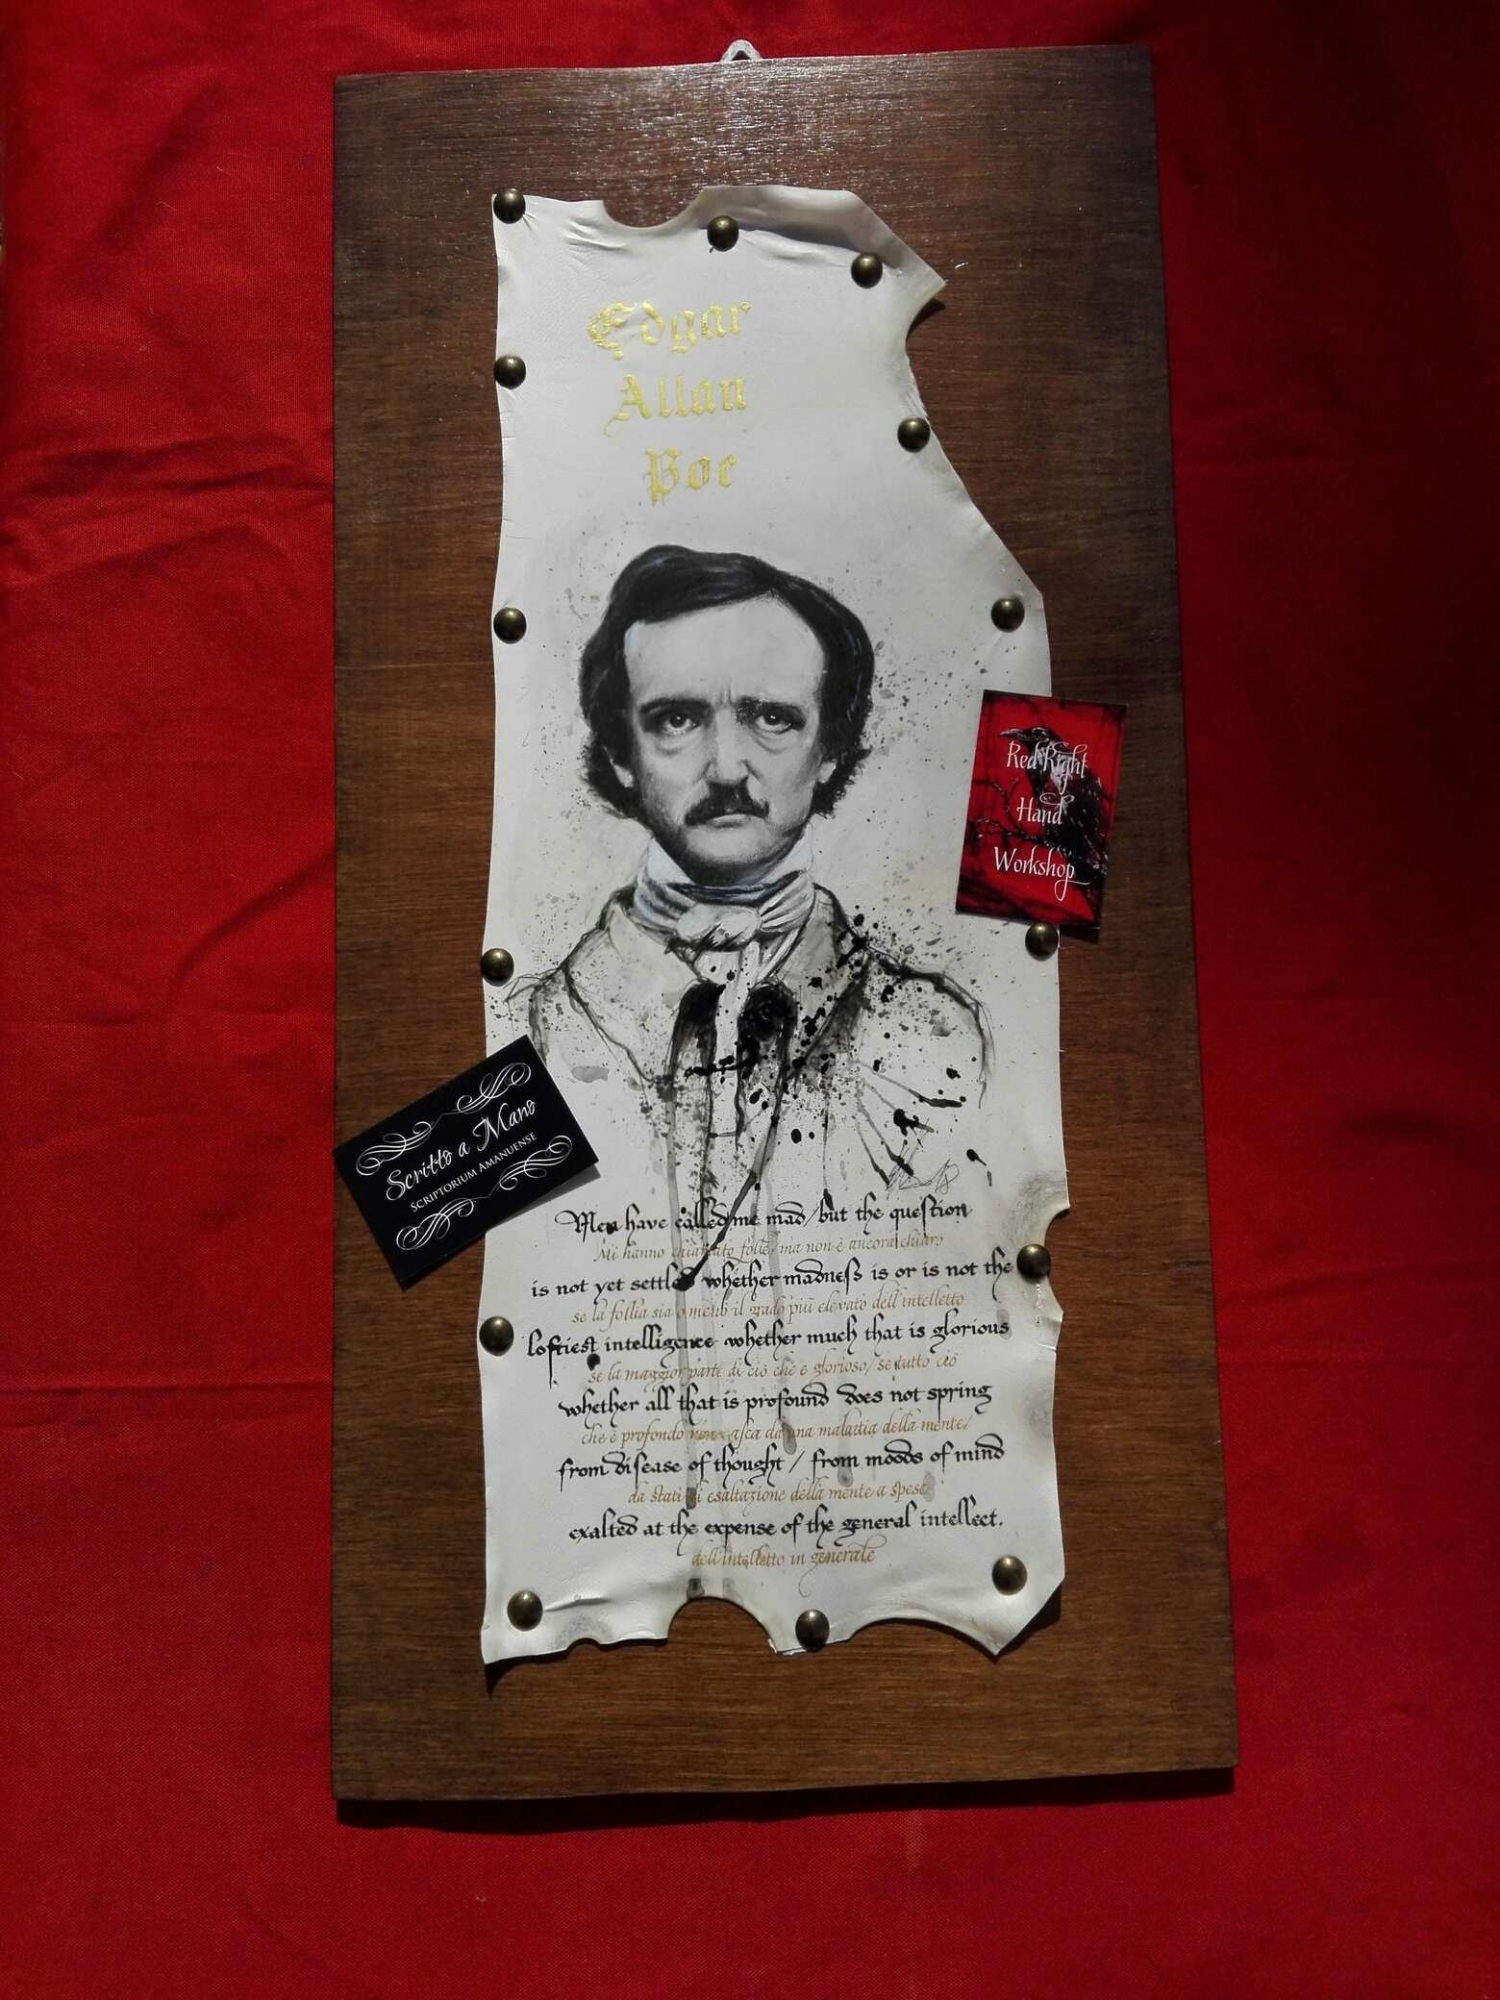 Edgar
Allan
Poe
Red Right
Hand
Workshop
Scritto a Mano
SCRIPTORIUM AMANUENSE
Men have called me mad/but the question
Mi hanno chiamato folle, ma non è ancora chiaro
is not yet settled whether madneſs is or is not the
se la follia sia o meno il grado più elevato dell'intelletto
loftiest intelligence whether much that is glorious
se la maggior parte di ciò che è glorioso/ se tutto ciò
whether all that is profound does not spring
che è profondo non nasca da una malattia della mente/
from disease of thought / from moods of mind
da stati di esaltazione della mente a spese
exalted at the expense of the general intellect.
dell'intelletto in generale